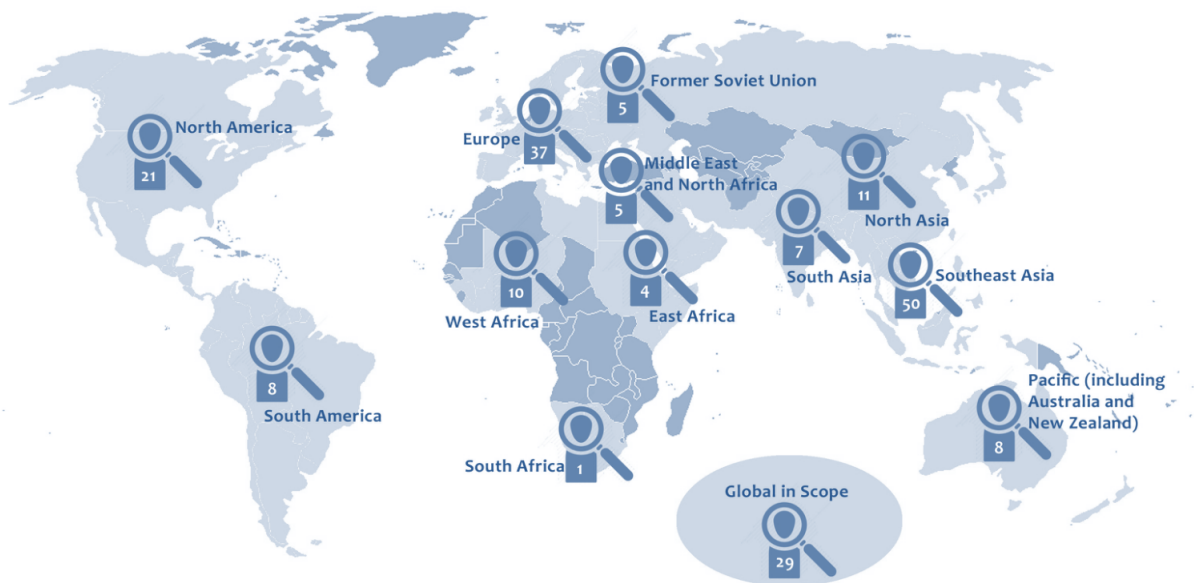 Former Soviet Union
5
North America
21
Europe
37
Middle East
and North Africa
5
11
North Asia
7
South Asia
Southeast Asia
50
10
West Africa
4
East Africa
8
South America
Pacific (including
Australia and
New Zealand)
8
South Africa
1
Global in Scope
29